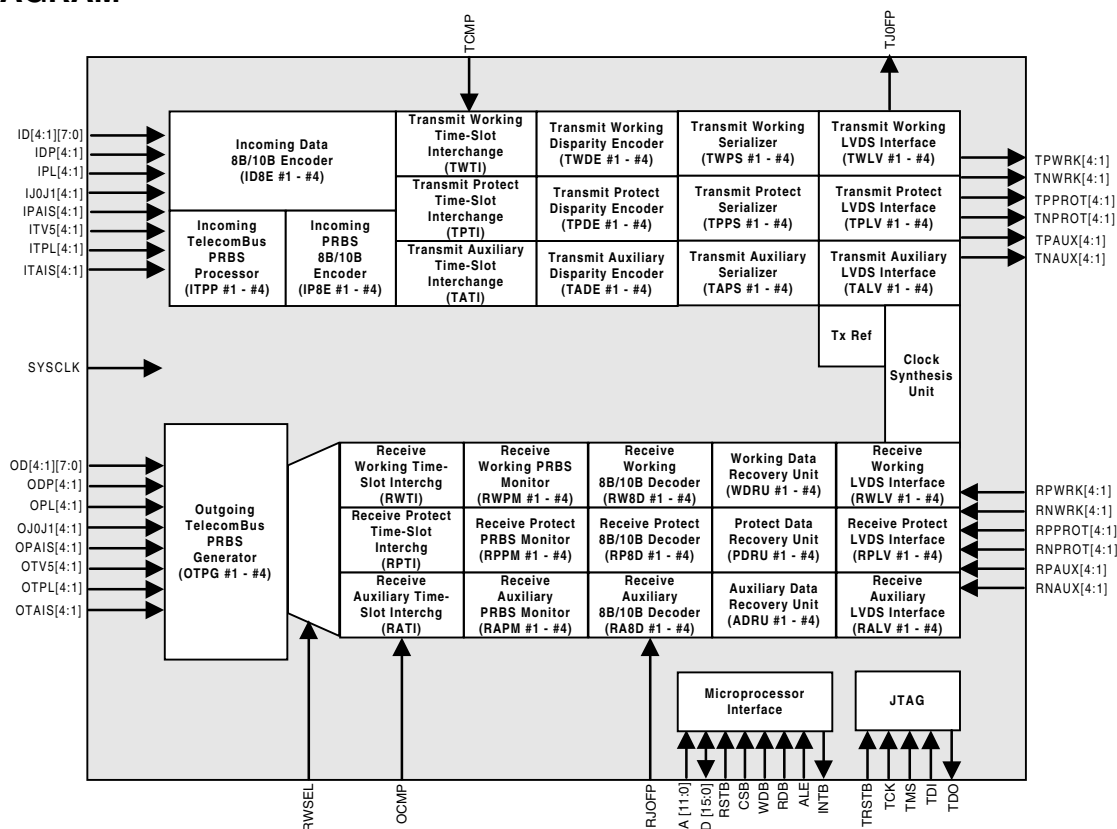 TCMP
TJ0FP
ID[4:1][7:0]
IDP[4:1]
IPL[4:1]
IJ0J1[4:1]
IPAIS[4:1]
ITV5[4:1]
ITPL[4:1]
ITAIS[4:1]
Incoming Data
8B/10B Encoder
(ID8E #1 - #4)
Incoming
TelecomBus
PRBS
Processor
(ITPP #1 - #4)
Incoming
PRBS
8B/10B
Encoder
(IP8E #1 - #4)
Transmit Working
Time-Slot
Interchange
(TWTI)
Transmit Protect
Time-Slot
Interchange
(TPTI)
Transmit Auxiliary
Time-Slot
Interchange
(TATI)
Transmit Working
Disparity Encoder
(TWDE #1 - #4)
Transmit Protect
Disparity Encoder
(TPDE #1 - #4)
Transmit Auxiliary
Disparity Encoder
(TADE #1 - #4)
Transmit Working
Serializer
(TWPS #1 - #4)
Transmit Protect
Serializer
(TPPS #1 - #4)
Transmit Auxiliary
Serializer
(TAPS #1 - #4)
Transmit Working
LVDS Interface
(TWLV #1 - #4)
Transmit Protect
LVDS Interface
(TPLV #1 - #4)
Transmit Auxiliary
LVDS Interface
(TALV #1 - #4)
TPWRK[4:1]
TNWRK[4:1]
TPPROT[4:1]
TNPROT[4:1]
TPAUX[4:1]
TNAUX[4:1]
Tx Ref
Clock
Synthesis
Unit
SYSCLK
OD[4:1][7:0]
ODP[4:1]
OPL[4:1]
OJ0J1[4:1]
OPAIS[4:1]
OTV5[4:1]
OTPL[4:1]
OTAIS[4:1]
Outgoing
TelecomBus
PRBS
Generator
(OTPG #1 - #4)
Receive
Working Time-
Slot Interchg
(RWTI)
Receive Protect
Time-Slot
Interchg
(RPTI)
Receive
Auxiliary Time-
Slot Interchg
(RATI)
Receive
Working PRBS
Monitor
(RWPM #1 - #4)
Receive Protect
PRBS Monitor
(RPPM #1 - #4)
Receive
Auxiliary
PRBS Monitor
(RAPM #1 - #4)
Receive
Working
8B/10B Decoder
(RW8D #1 - #4)
Receive Protect
8B/10B Decoder
(RP8D #1 - #4)
Receive
Auxiliary
8B/10B Decoder
(RA8D #1 - #4)
Working Data
Recovery Unit
(WDRU #1 - #4)
Protect Data
Recovery Unit
(PDRU #1 - #4)
Auxiliary Data
Recovery Unit
(ADRU #1 - #4)
Receive
Working
LVDS Interface
(RWLV #1 - #4)
Receive Protect
LVDS Interface
(RPLV #1 - #4)
Receive
Auxiliary
LVDS Interface
(RALV #1 - #4)
RPWRK[4:1]
RNWRK[4:1]
RPPROT[4:1]
RNPROT[4:1]
RPAUX[4:1]
RNAUX[4:1]
Microprocessor
Interface
JTAG
RWSEL
OCMP
RJOFP
A [11:0]
D [15:0]
RSTB
CSB
WDB
RDB
ALE
INTB
TRSTB
TCK
TMS
TDI
TDO